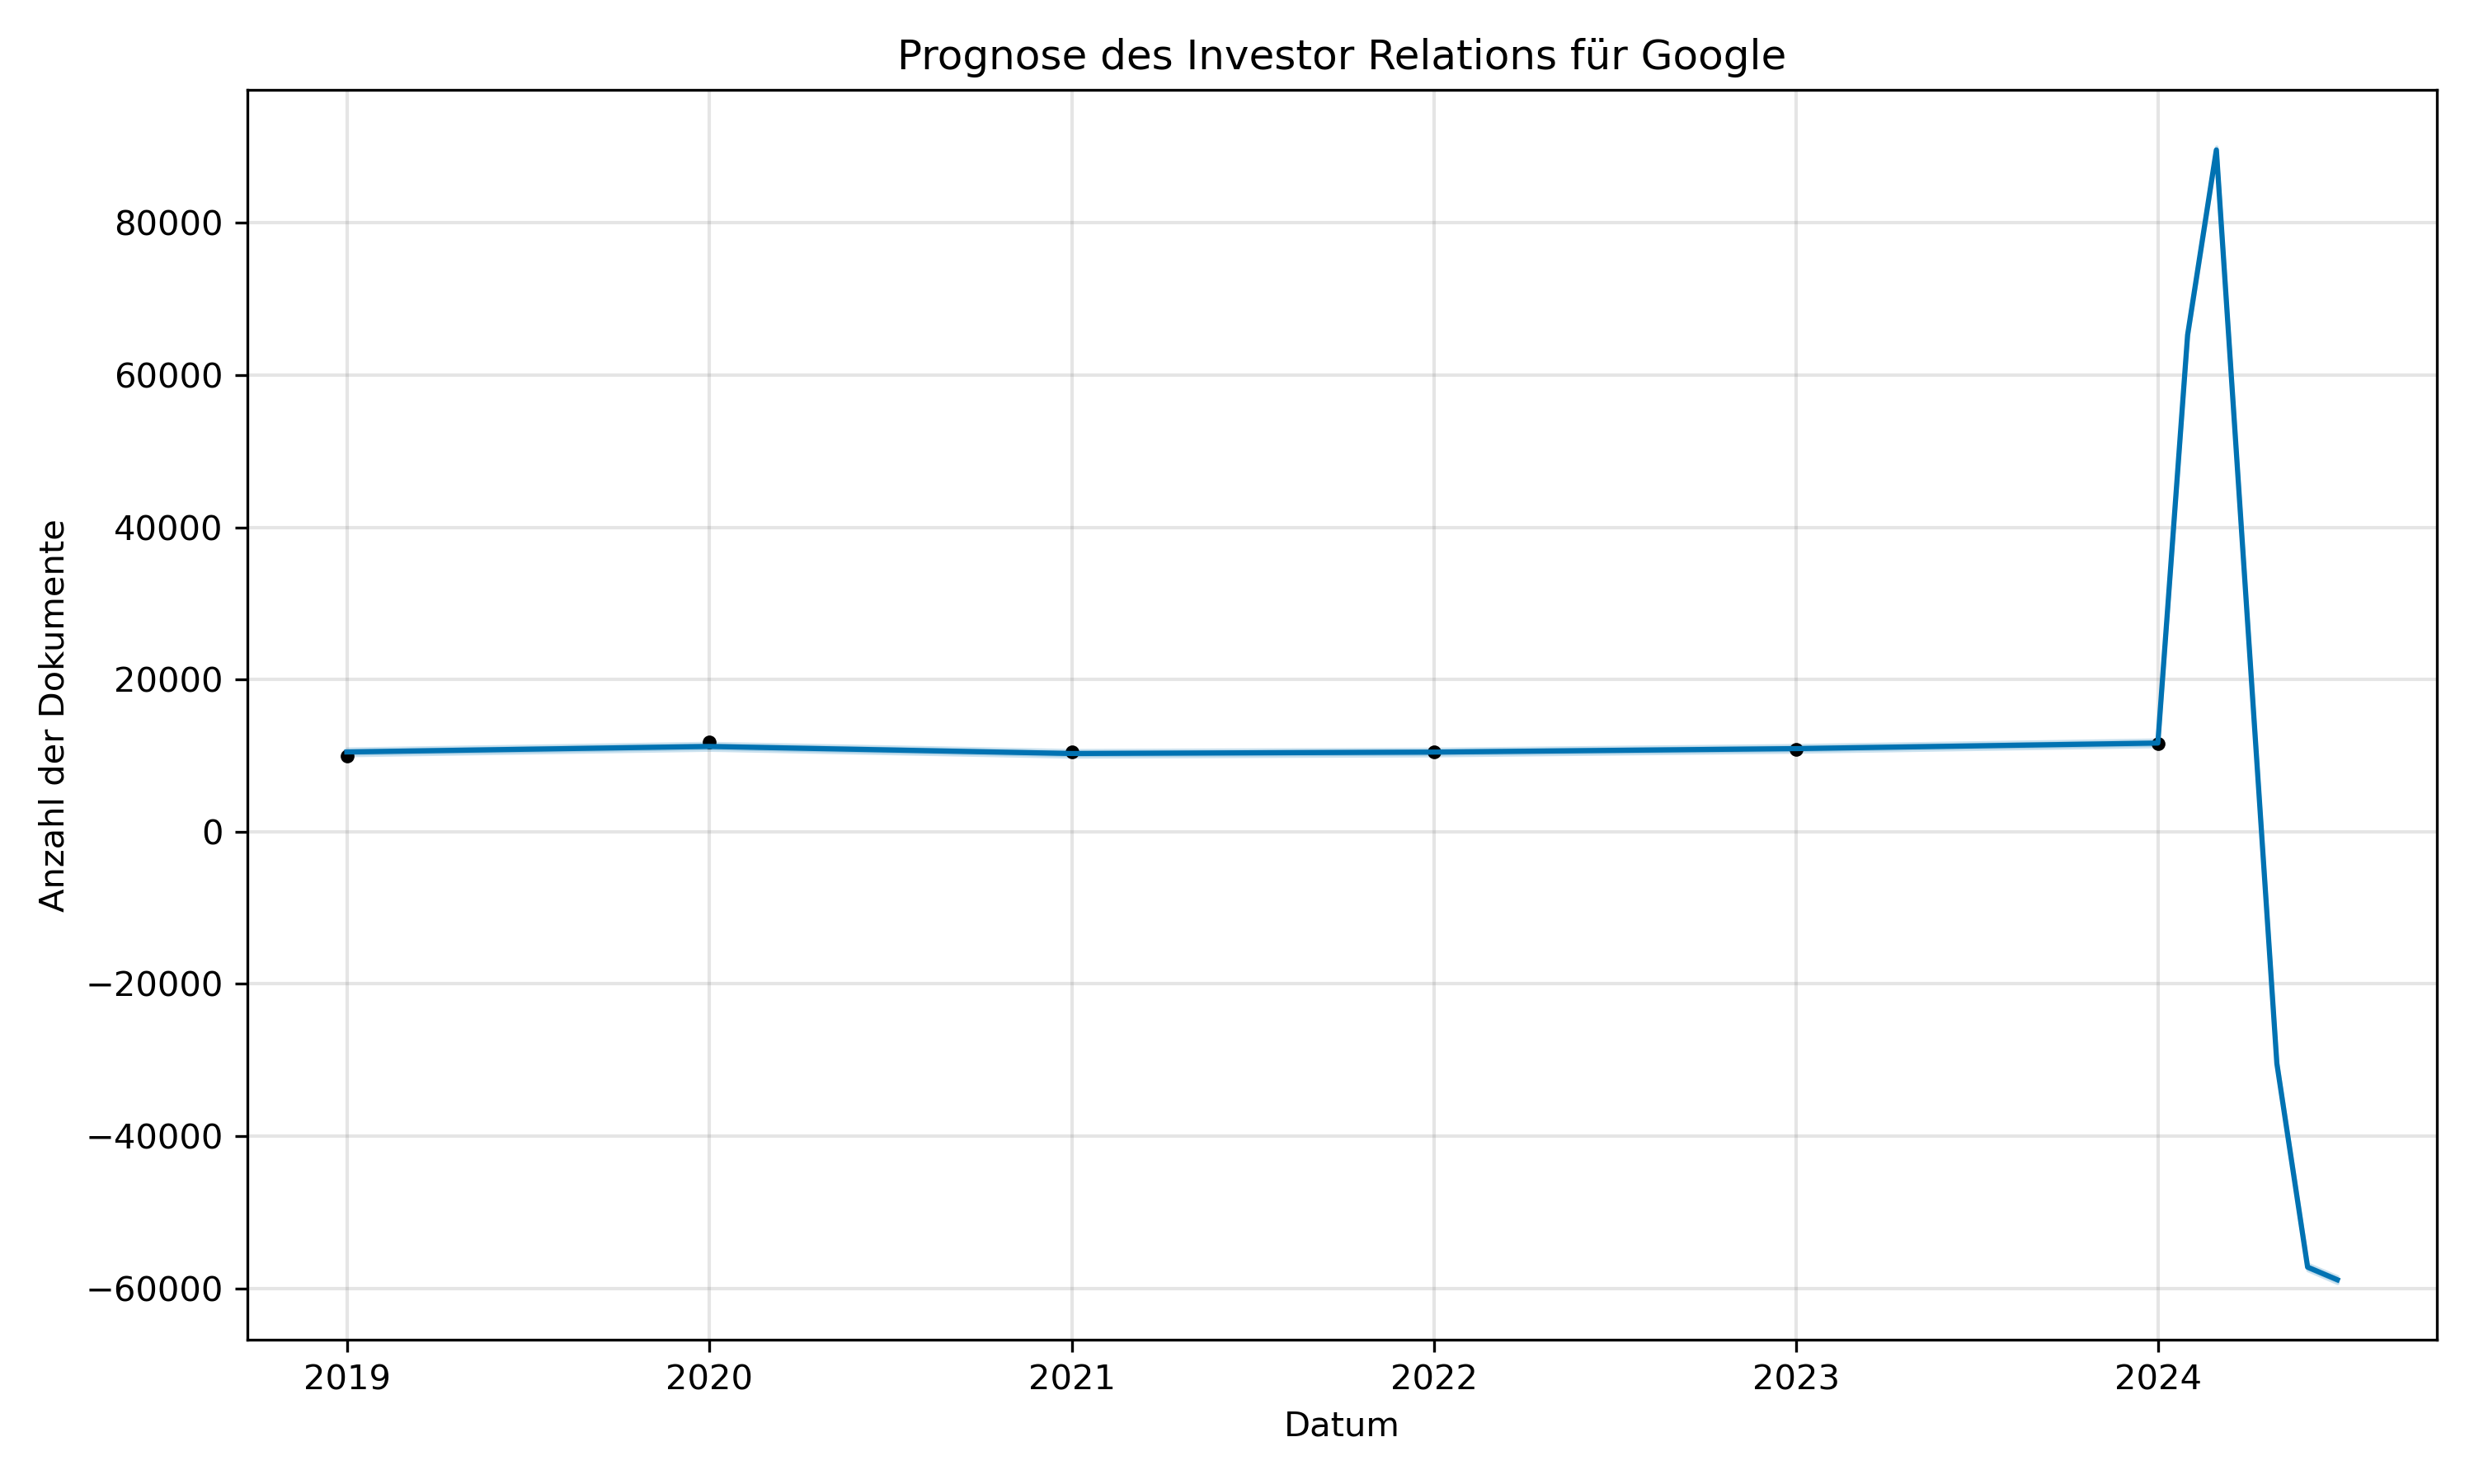 Prognose des Investor Relations für Google
Anzahl der Dokumente
80000
60000
40000
20000
0
−20000
−40000
−60000
2019 2020 2021 2022 2023 2024
Datum